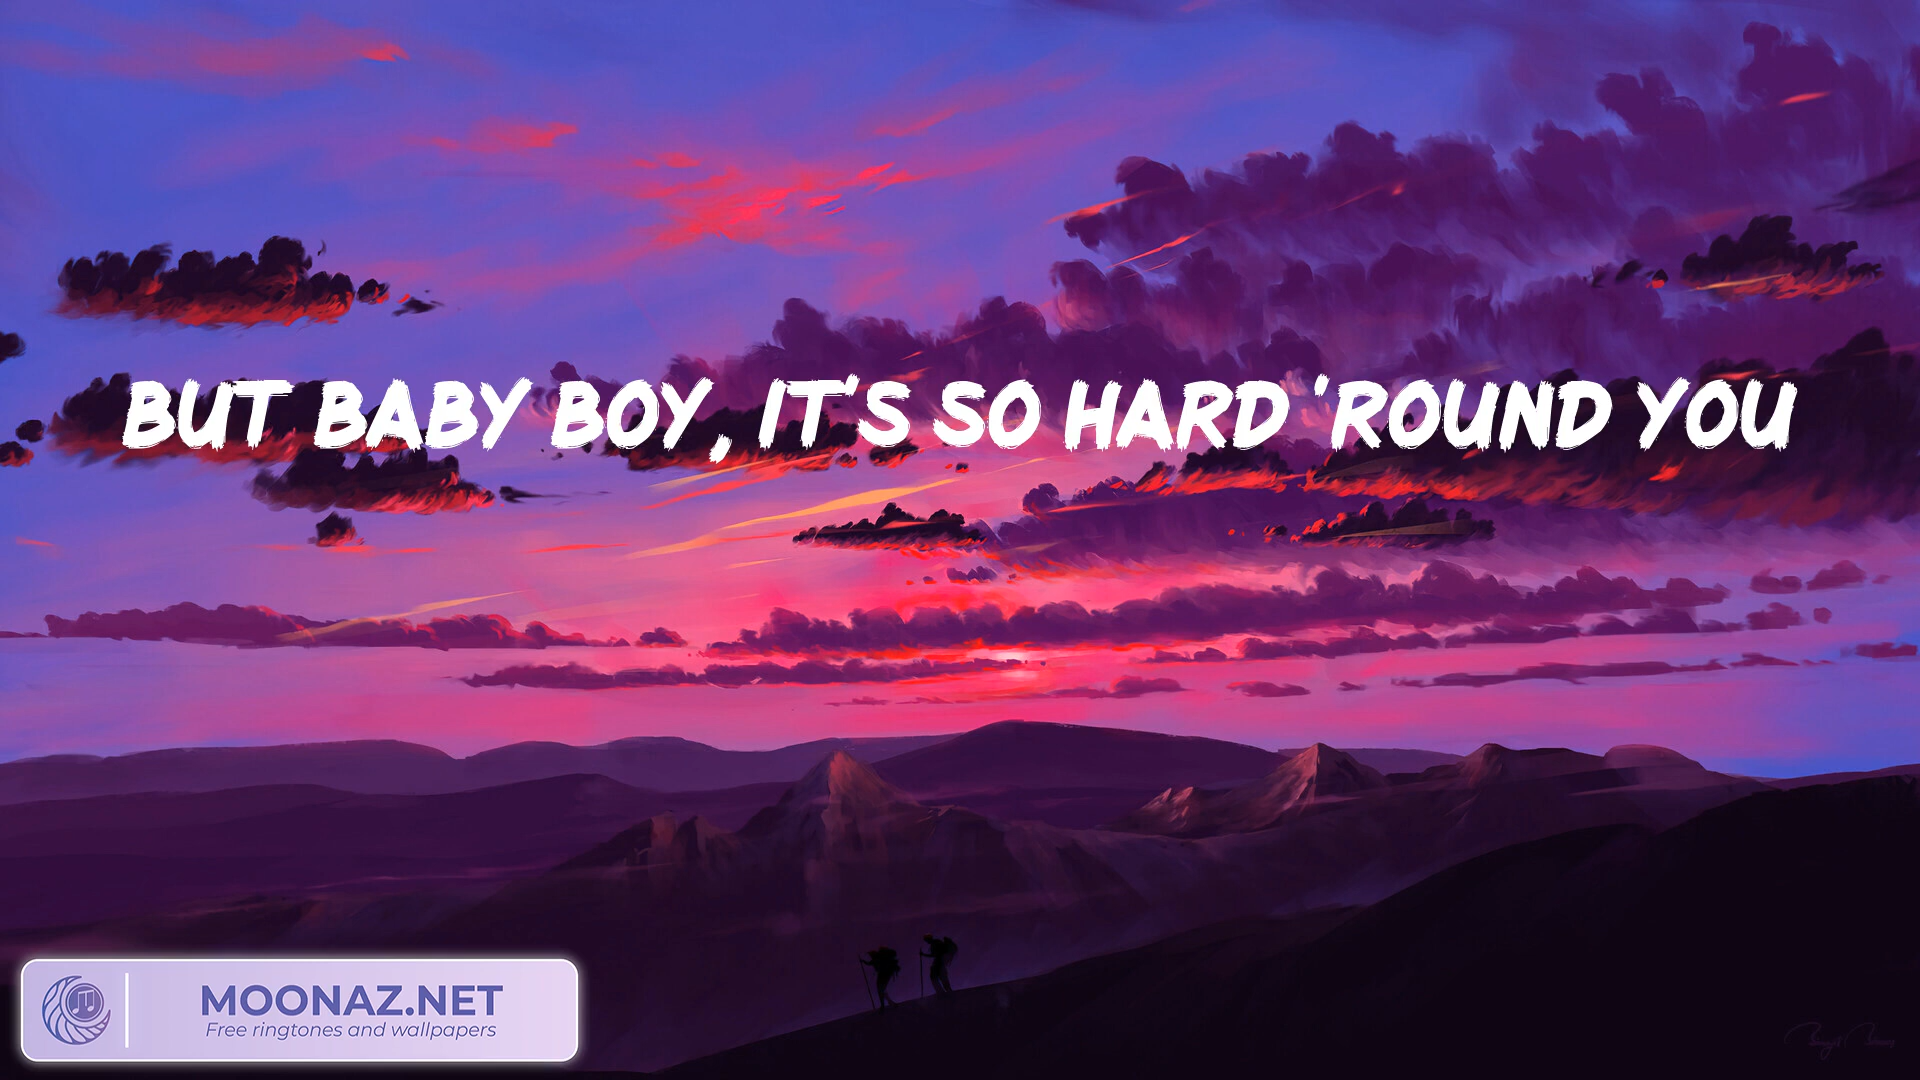 BUT BABY BOY, IT'S SO HARD 'ROUND YOU
MOONAZ.NET
Free ringtones and wallpapers